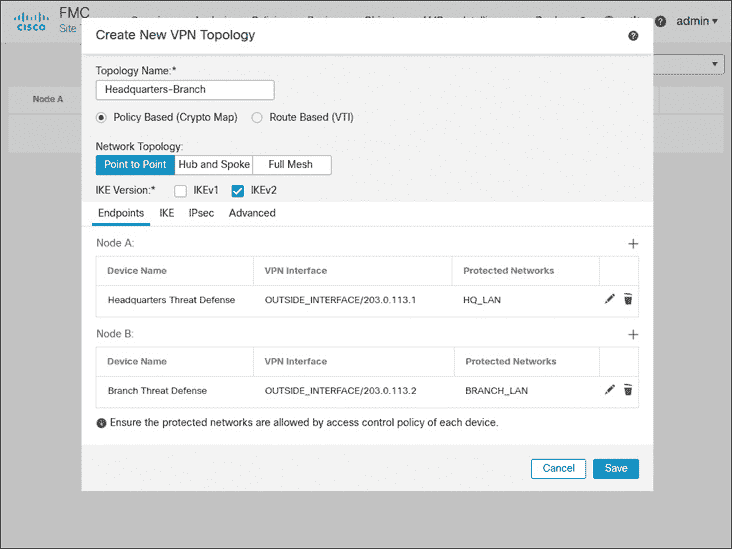 CISCO
FMC
Site
admin
Node A
Create New VPN Topology
Topology Name:*
Headquarters-Branch
Policy Based (Crypto Map) Route Based (VTI)
Network Topology:
Point to Point Hub and Spoke Full Mesh
IKE Version:* IKEv1 IKEv2
Endpoints IKE IPsec Advanced
Node A:
Device Name VPN Interface Protected Networks
Headquarters Threat Defense OUTSIDE_INTERFACE/203.0.113.1 HQ_LAN
Node B:
Device Name VPN Interface Protected Networks
Branch Threat Defense OUTSIDE_INTERFACE/203.0.113.2 BRANCH_LAN
Ensure the protected networks are allowed by access control policy of each device.
Cancel Save